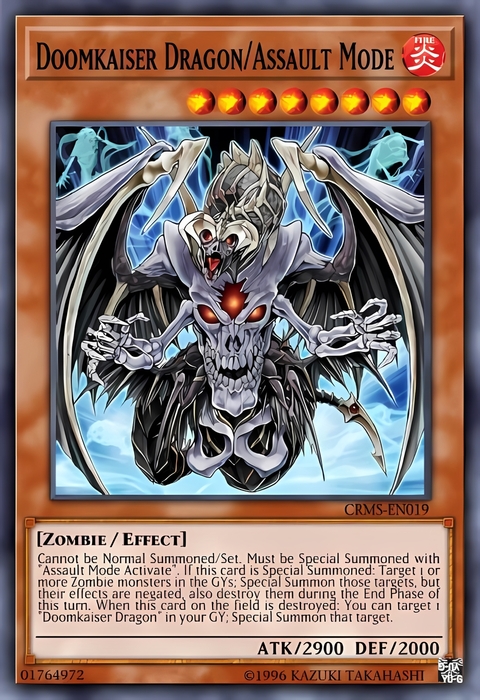 DOOMKAISER DRAGON/ASSAULT MODE
FIRE
炎
CRMS-EN019
[ZOMBIE / EFFECT]
Cannot be Normal Summoned/Set. Must be Special Summoned with
"Assault Mode Activate". If this card is Special Summoned: Target 1 or
more Zombie monsters in the GYs; Special Summon those targets, but
their effects are negated, also destroy them during the End Phase of
this turn. When this card on the field is destroyed: You can target 1
"Doomkaiser Dragon" in your GY; Special Summon that target.
ATK/2900 DEF/2000
01764972
©1996 KAZUKI TAKAHASHI